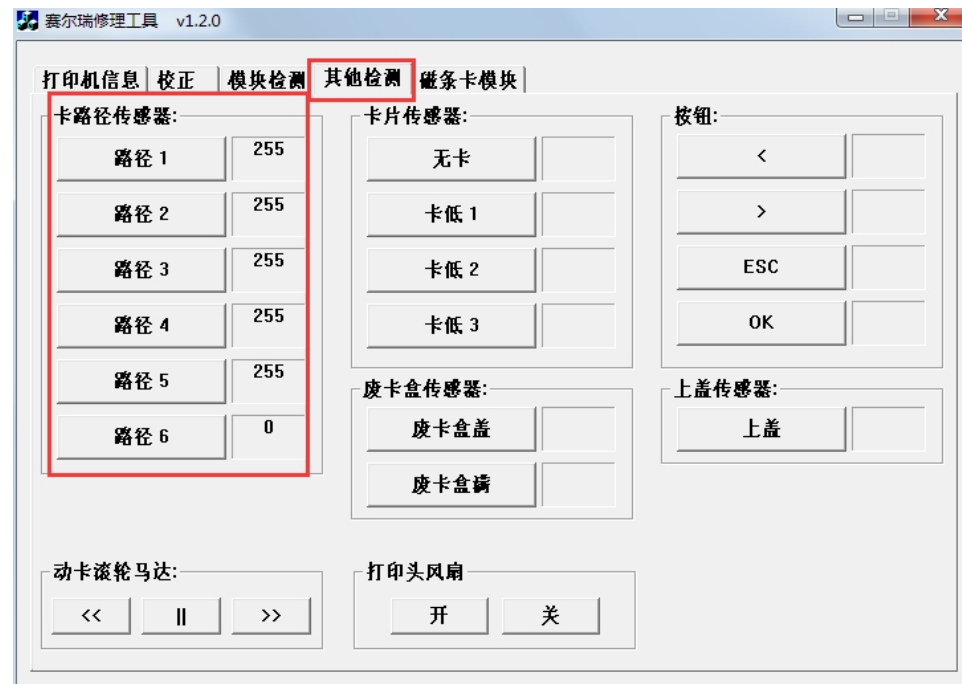 赛尔瑞修理工具 v1.2.0
打印机信息 校正 模块检测 其他检测 磁条卡模块
卡路径传感器:
路径 1 255
路径 2 255
路径 3 255
路径 4 255
路径 5 255
路径 6 0
卡片传感器:
无卡
卡低 1
卡低 2
卡低 3
废卡盒传感器:
废卡盒盖
废卡盒满
按钮:
<
>
ESC
OK
上盖传感器:
上盖
动卡滚轮马达:
<< || >>
打印头风扇
开 关